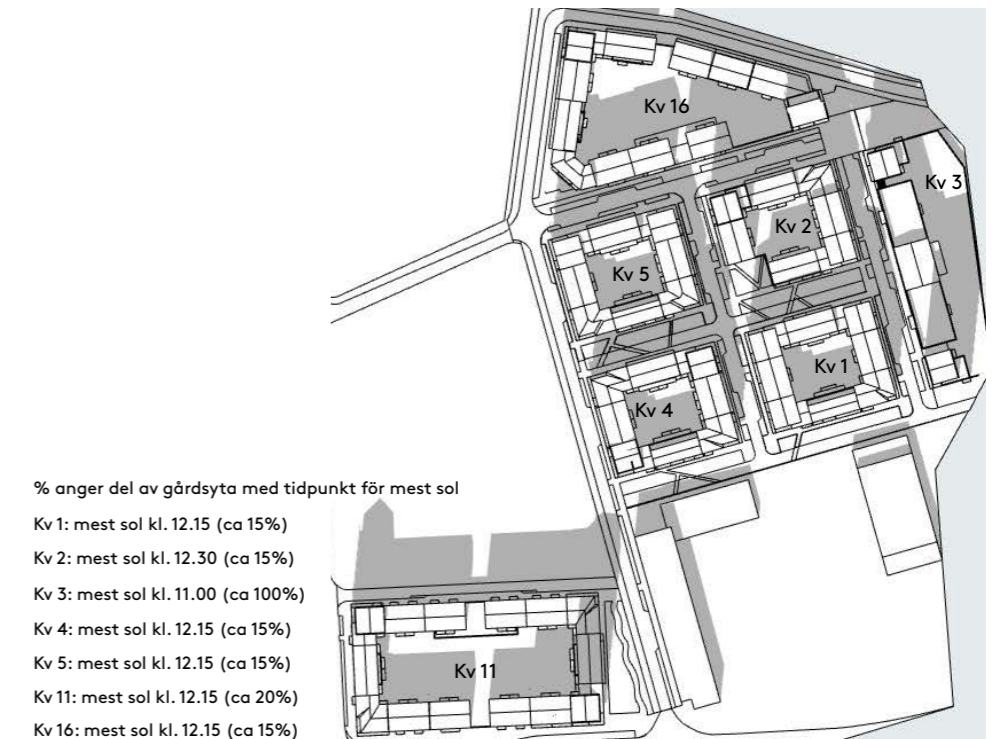 Kv 16
Kv 3
Kv 2
Kv 5
Kv 1
Kv 4
% anger del av gårdsyta med tidpunkt för mest sol
Kv 1: mest sol kl. 12.15 (ca 15%)
Kv 2: mest sol kl. 12.30 (ca 15%)
Kv 3: mest sol kl. 11.00 (ca 100%)
Kv 4: mest sol kl. 12.15 (ca 15%)
Kv 5: mest sol kl. 12.15 (ca 15%)
Kv 11: mest sol kl. 12.15 (ca 20%)
Kv 16: mest sol kl. 12.15 (ca 15%)
Kv 11